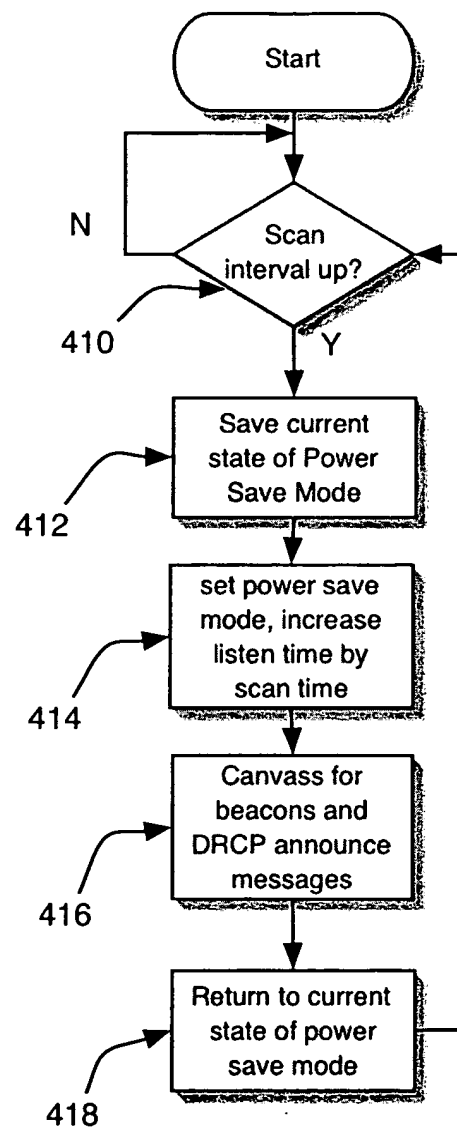 Start
N
Scan
interval up?
410
Y
Save current
state of Power
Save Mode
412
set power save
mode, increase
listen time by
scan time
414
Canvass for
beacons and
DRCP announce
messages
416
Return to current
state of power
save mode
418